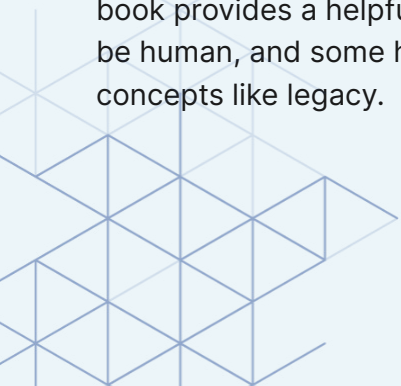 book provides a helpfu
be human, and some h
concepts like legacy.